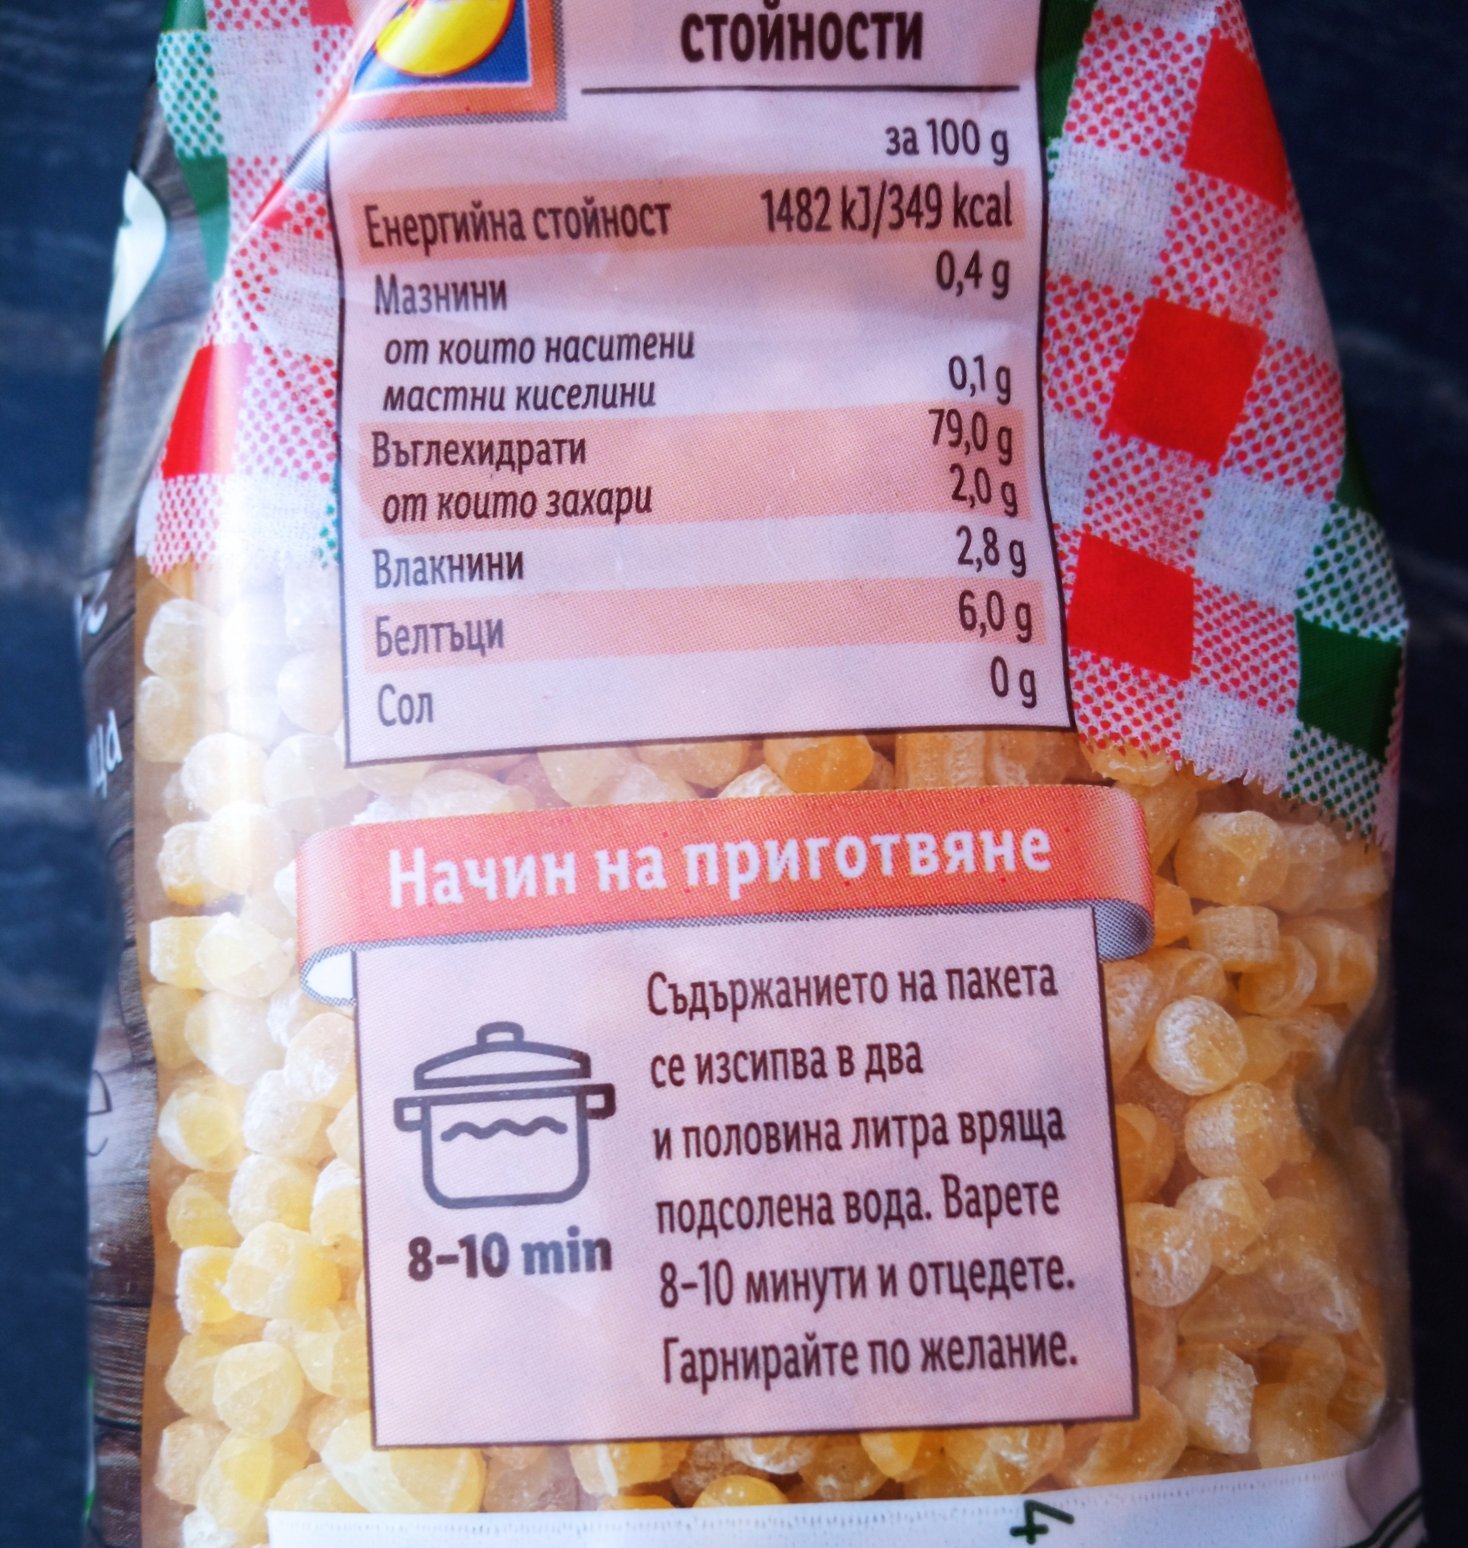 СТОЙНОСТИ
за 100 g
Енергийна стойност 1482 kJ/349 kcal
Мазнини 0,4 g
от които наситени
мастни киселини 0,1 g
Въглехидрати 79,0 g
от които захари 2,0 g
Влакнини 2,8 g
Белтъци 6,0 g
Сол 0 g
Начин на приготвяне
Съдържанието на пакета
се изсипва в два
и половина литра вряща
подсолена вода. Варете
8-10 минути и отцедете.
Гарнирайте по желание.
8-10 min
4